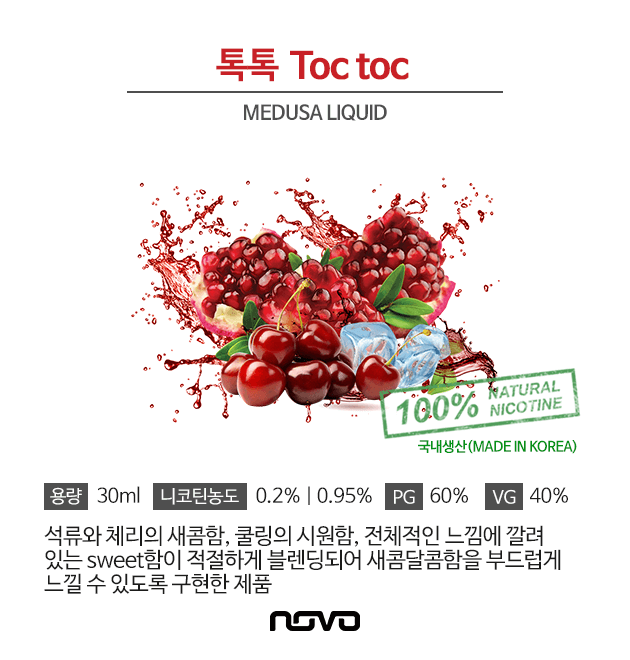 톡톡 Toc toc
MEDUSA LIQUID
100% NATURAL NICOTINE
국내생산(MADE IN KOREA)
용량 30ml 니코틴농도 0.2% | 0.95% PG 60% VG 40%
석류와 체리의 새콤함, 쿨링의 시원함, 전체적인 느낌에 깔려
있는 sweet함이 적절하게 블렌딩되어 새콤달콤함을 부드럽게
느낄 수 있도록 구현한 제품
novo